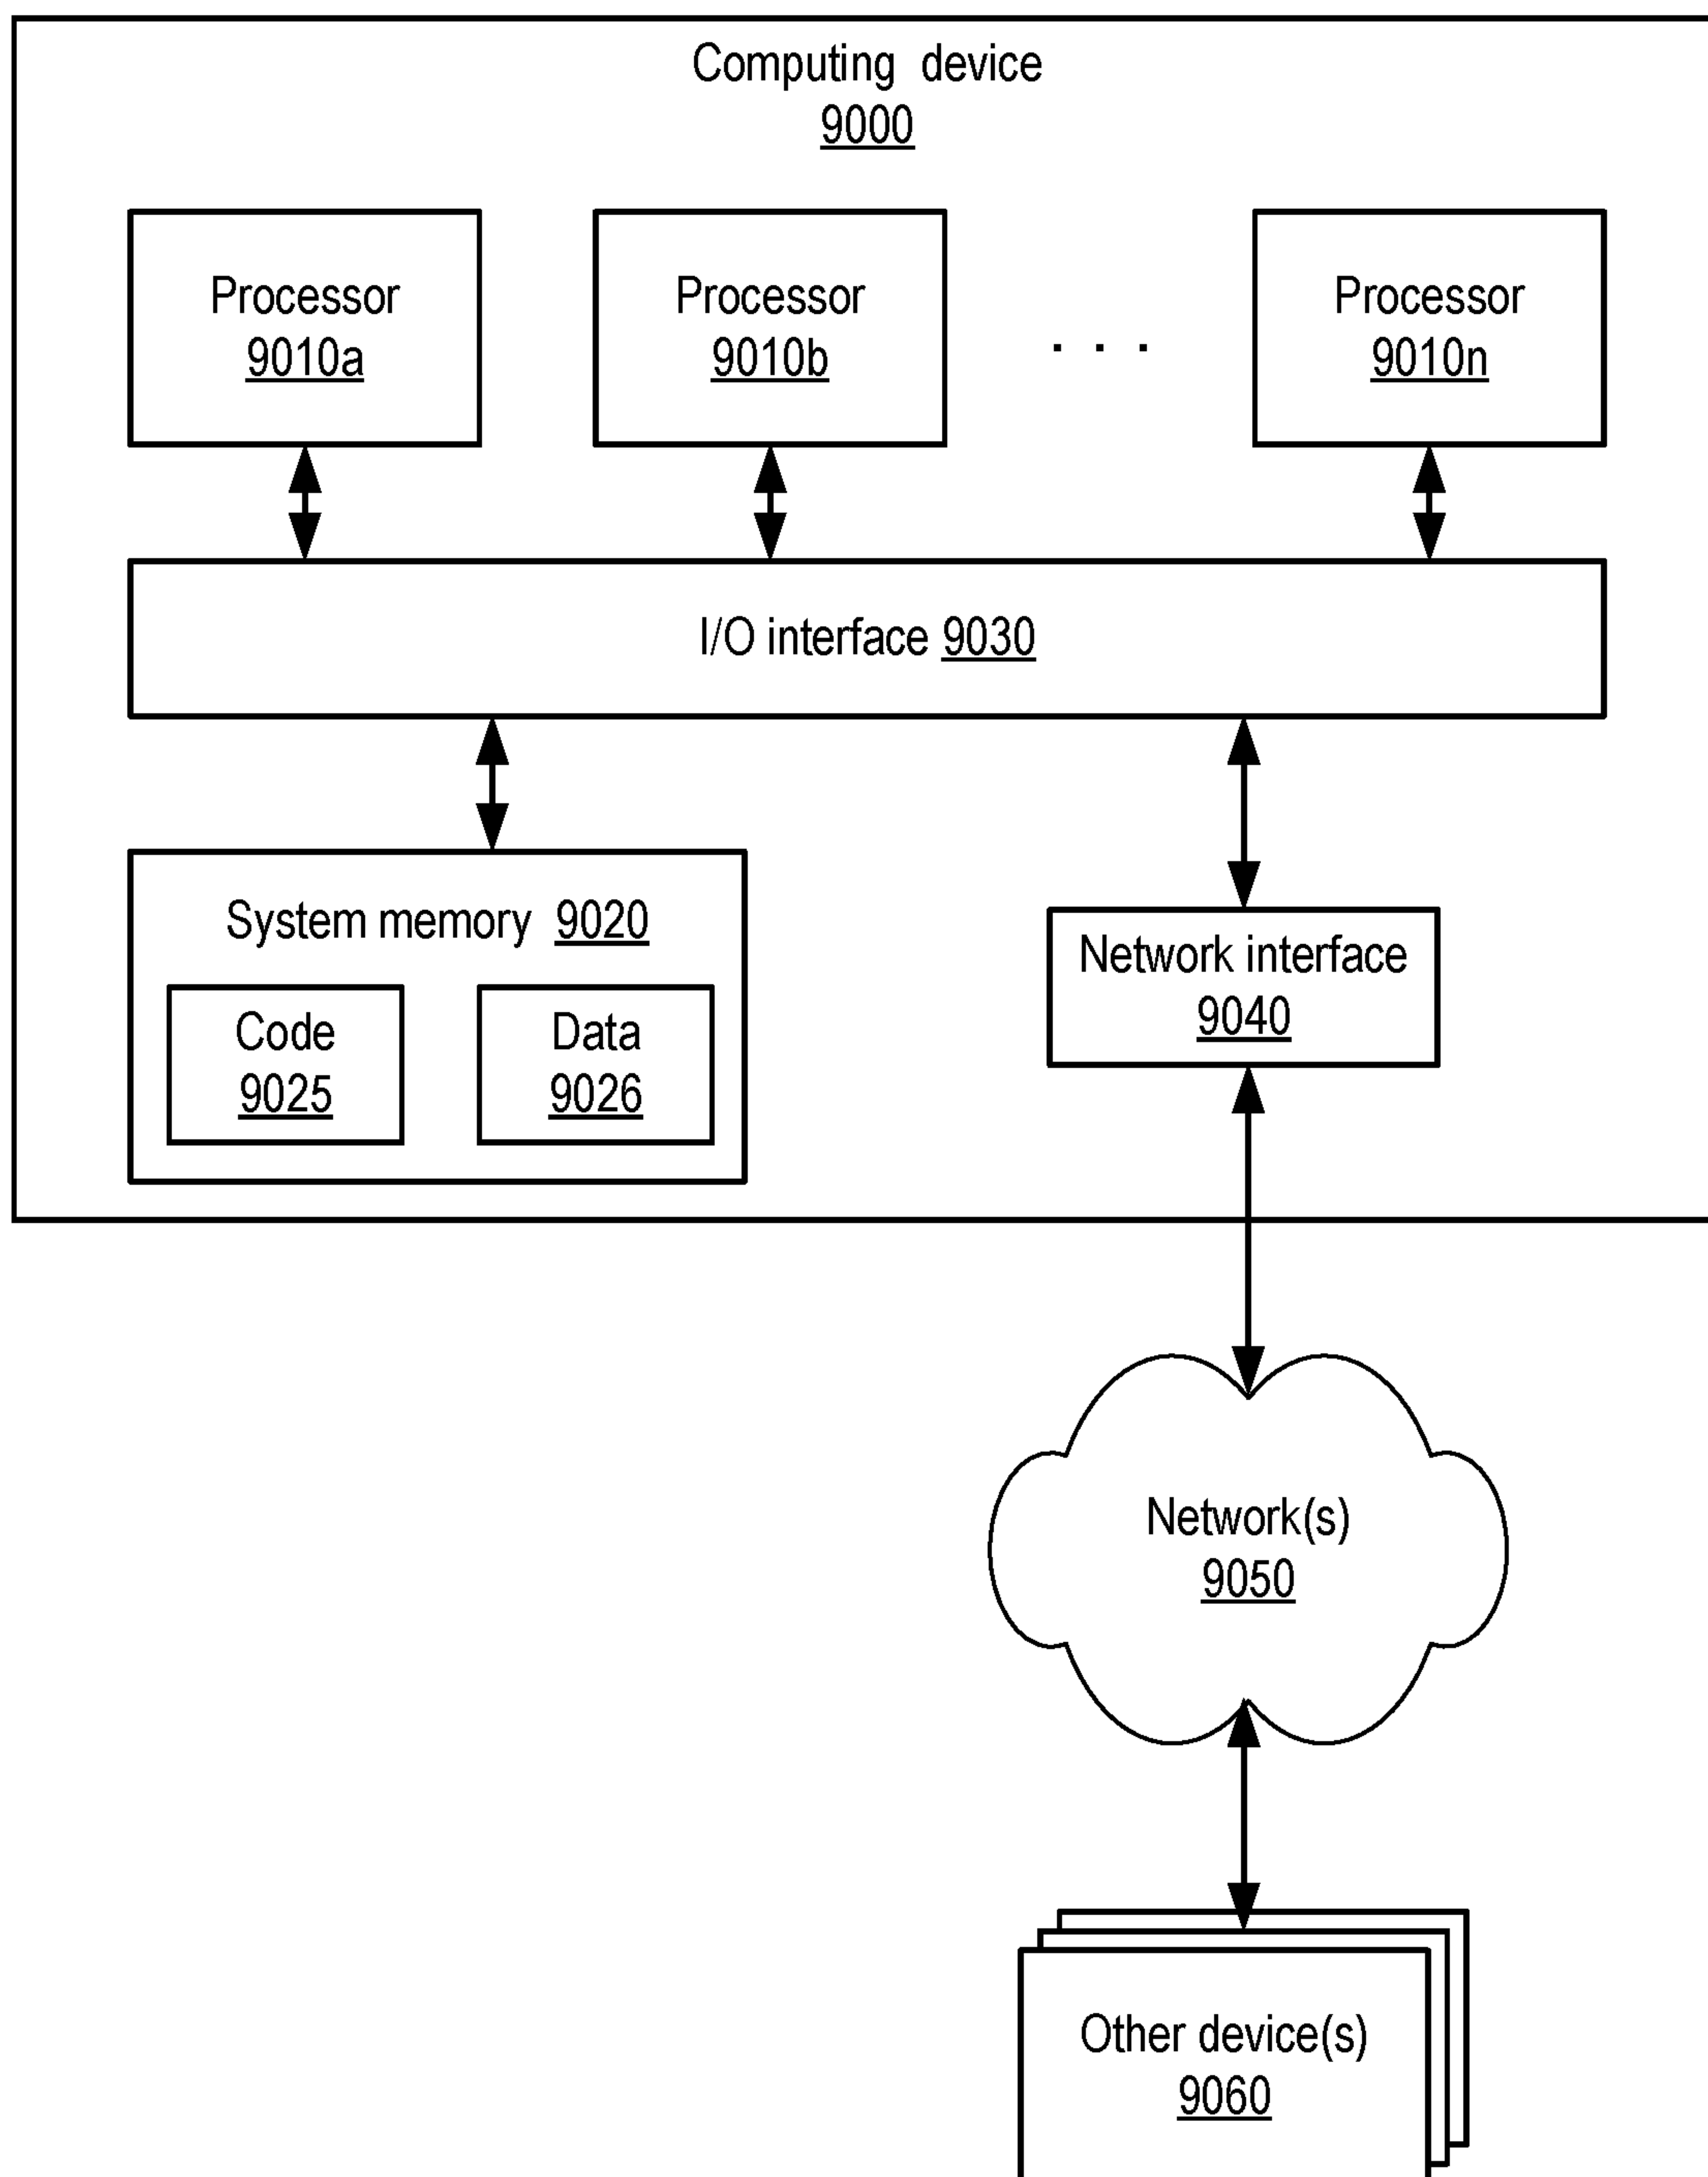 Computing device
9000
Processor
9010a
Processor
9010b
. . .
Processor
9010n
I/O interface 9030
System memory 9020
Code
9025
Data
9026
Network interface
9040
Network(s)
9050
Other device(s)
9060